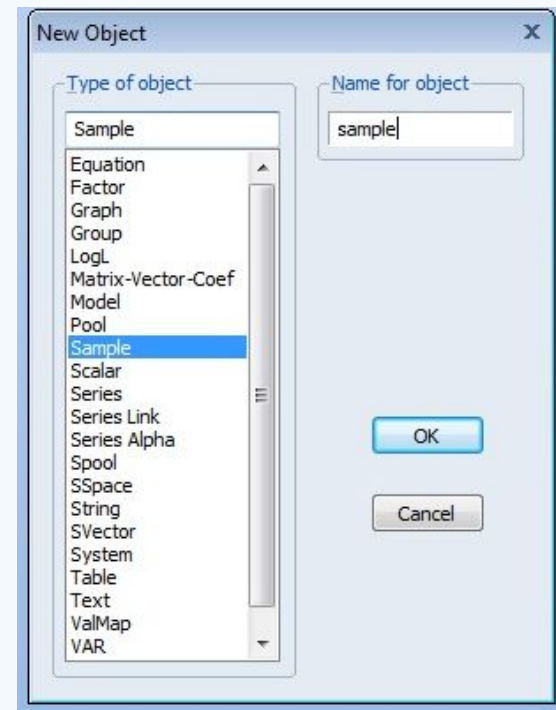 New Object
x
Type of object
Name for object
Sample
sample
Equation
Factor
Graph
Group
LogL
Matrix-Vector-Coef
Model
Pool
Sample
Scalar
Series
Series Link
Series Alpha
Spool
SSpace
String
SVector
System
Table
Text
ValMap
VAR
OK
Cancel